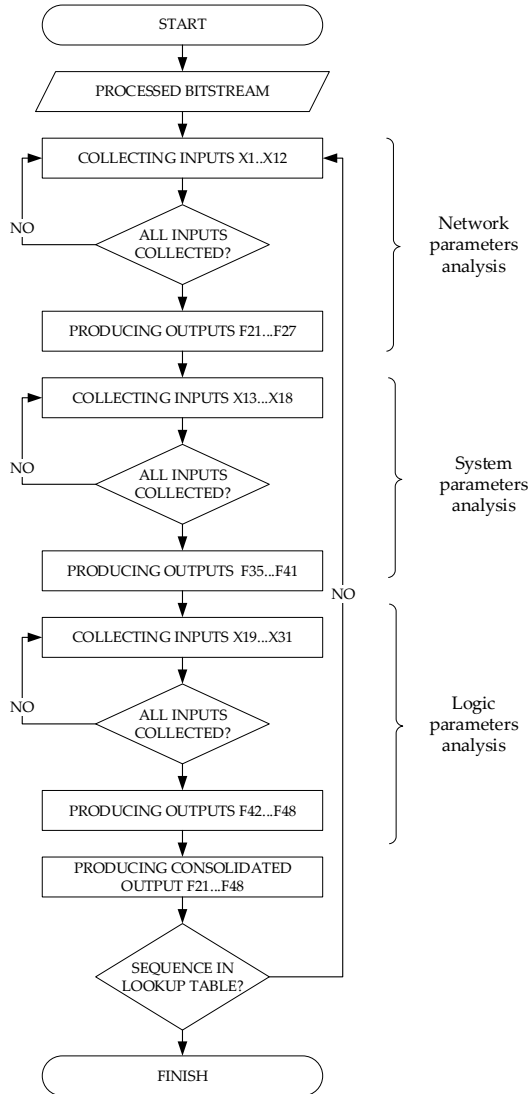 START
PROCESSED BITSTREAM
COLLECTING INPUTS X1..X12
NO
ALL INPUTS
COLLECTED?
Network
parameters
analysis
PRODUCING OUTPUTS F21...F27
COLLECTING INPUTS X13...X18
NO
ALL INPUTS
COLLECTED?
System
parameters
analysis
PRODUCING OUTPUTS F35...F41
NO
COLLECTING INPUTS X19...X31
NO
ALL INPUTS
COLLECTED?
Logic
parameters
analysis
PRODUCING OUTPUTS F42...F48
PRODUCING CONSOLIDATED
OUTPUT F21...F48
SEQUENCE IN
LOOKUP TABLE?
FINISH